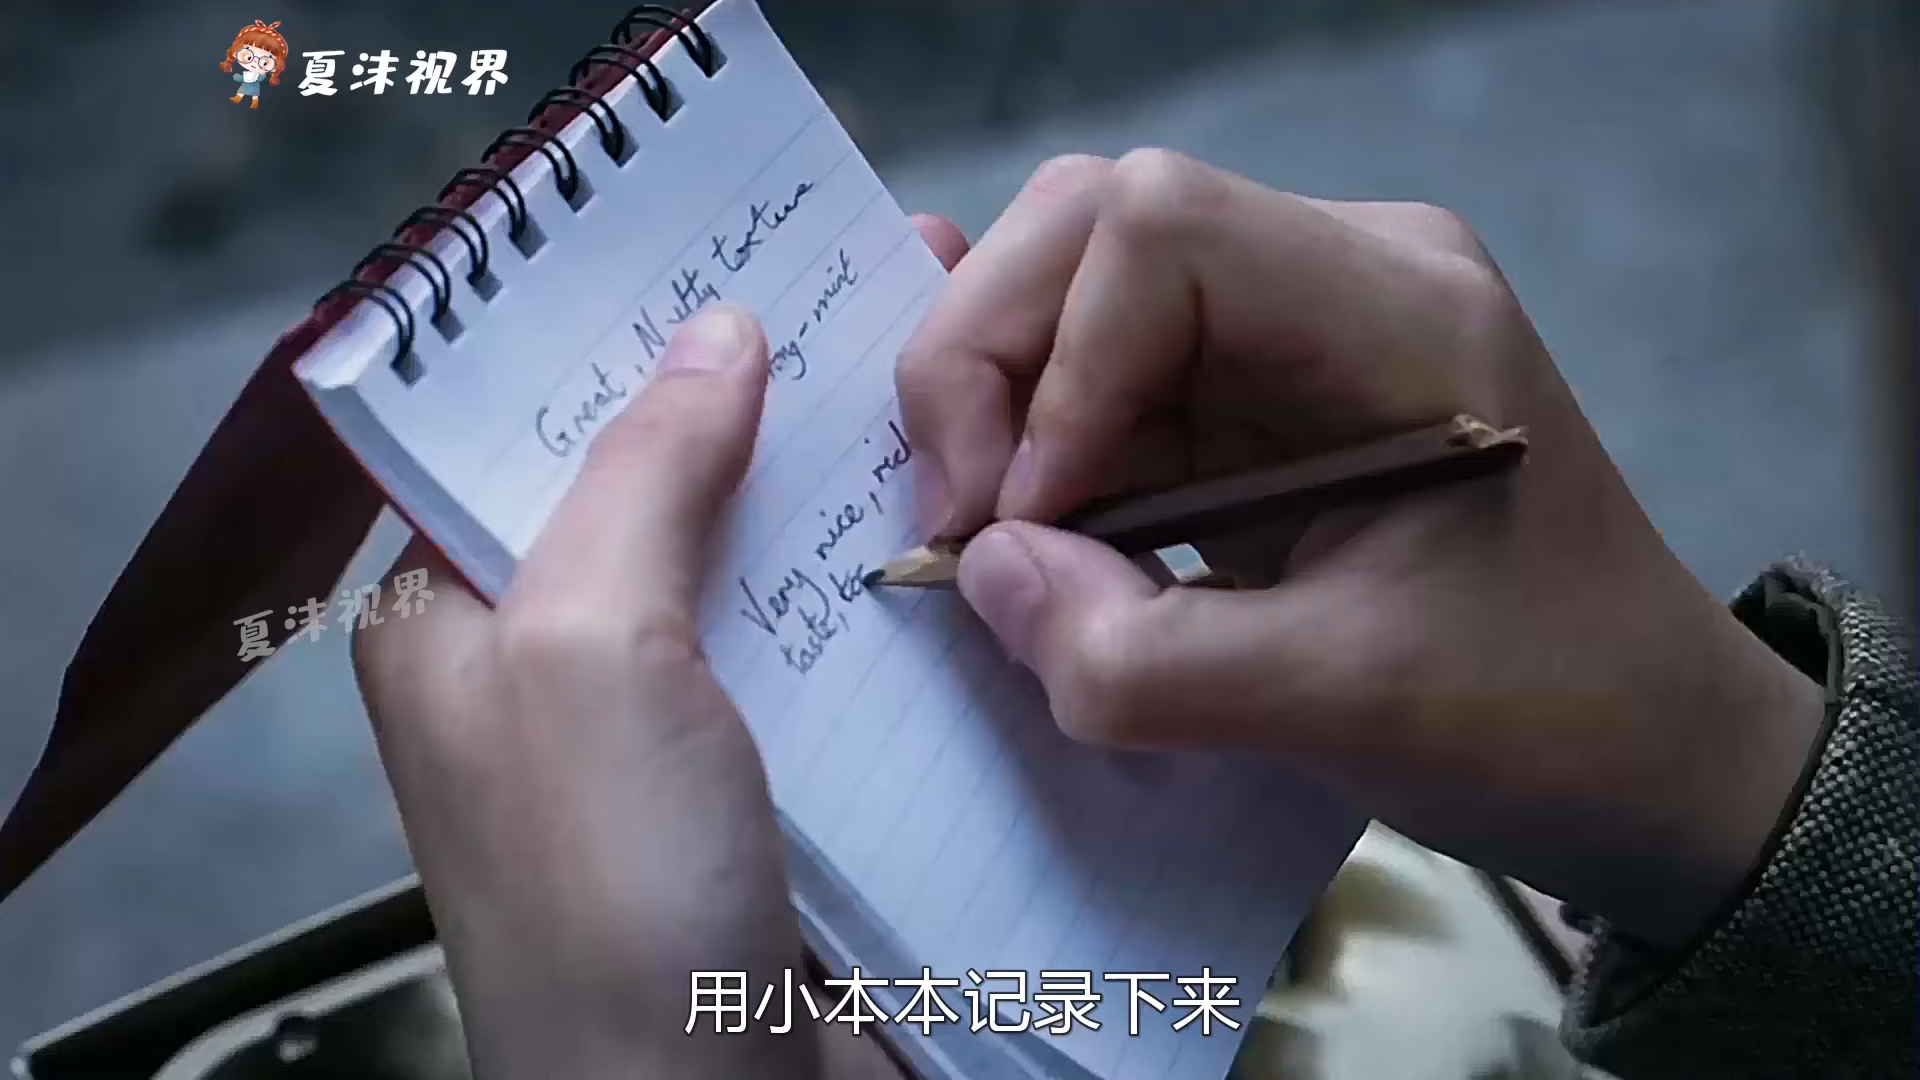 夏沫视界
Great, Nutty texture
-mint
Very nice, rich
taste,
夏沫视界
用小本本记录下来